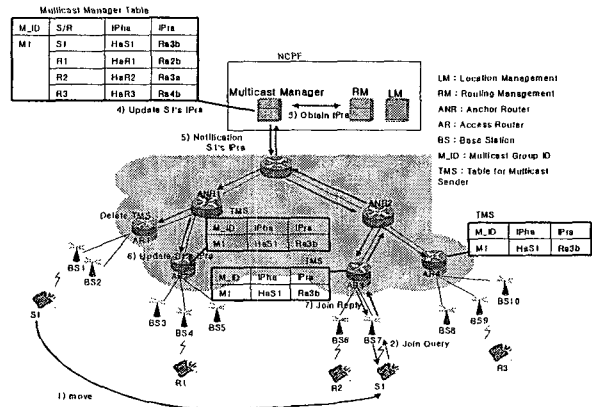 Multicast Manager Table
M_ID S/R IPha IPra
M1 S1 HaS1 Ra3b
R1 HaR1 Ra2b
R2 HaR2 Ra3a
R3 HaR3 Ra4b
4) Update S1's IPra
NCPF
Multicast Manager RM LM
3) Obtain IPra
5) Notification
S1's IPra
LM : Location Management
RM : Routing Management
ANR : Anchor Router
AR : Access Router
BS : Base Station
M_ID : Multicast Group ID
TMS : Table for Multicast
Sender
ANR1
ANR2
Delete TMS
AR1
TMS
M_ID IPha IPra
M1 HaS1 Ra3b
6) Update S1's IPra
TMS
M_ID IPha IPra
M1 HaS1 Ra3b
TMS
M_ID IPha IPra
M1 HaS1 Ra3b
AR4
7) Join Reply
2) Join Query
BS1
BS2
BS3
BS4
BS5
BS6
BS7
BS8
BS9
BS10
S1
R1
R2
S1
R3
1) move